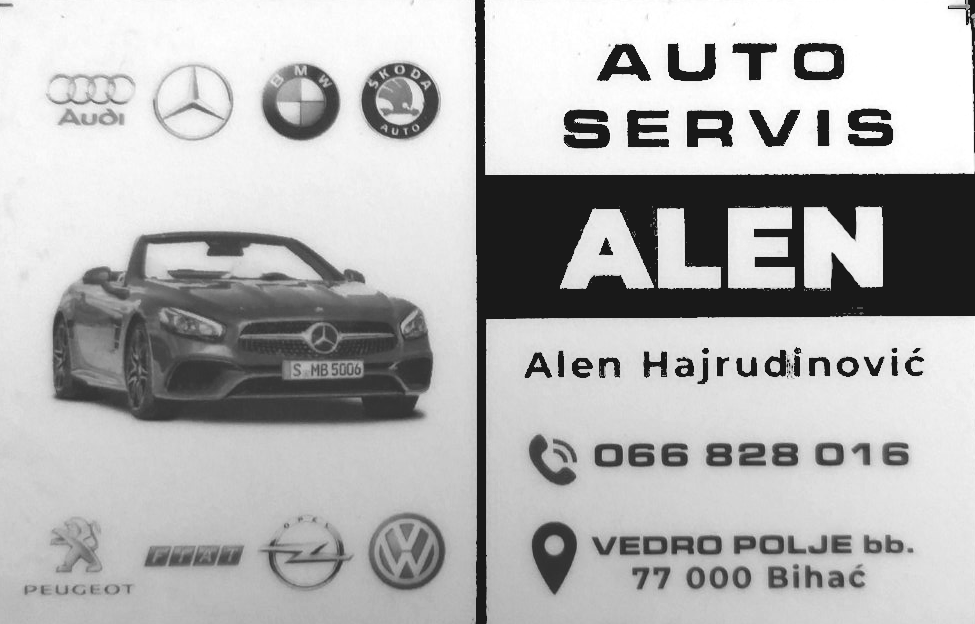 Audi
BMW
ŠKODA
AUTO
S MB 5006
PEUGEOT
FIAT
OPEL
AUTO
SERVIS
ALEN
Alen Hajrudinović
066 828 016
VEDRO POLJE bb.
77 000 Bihać